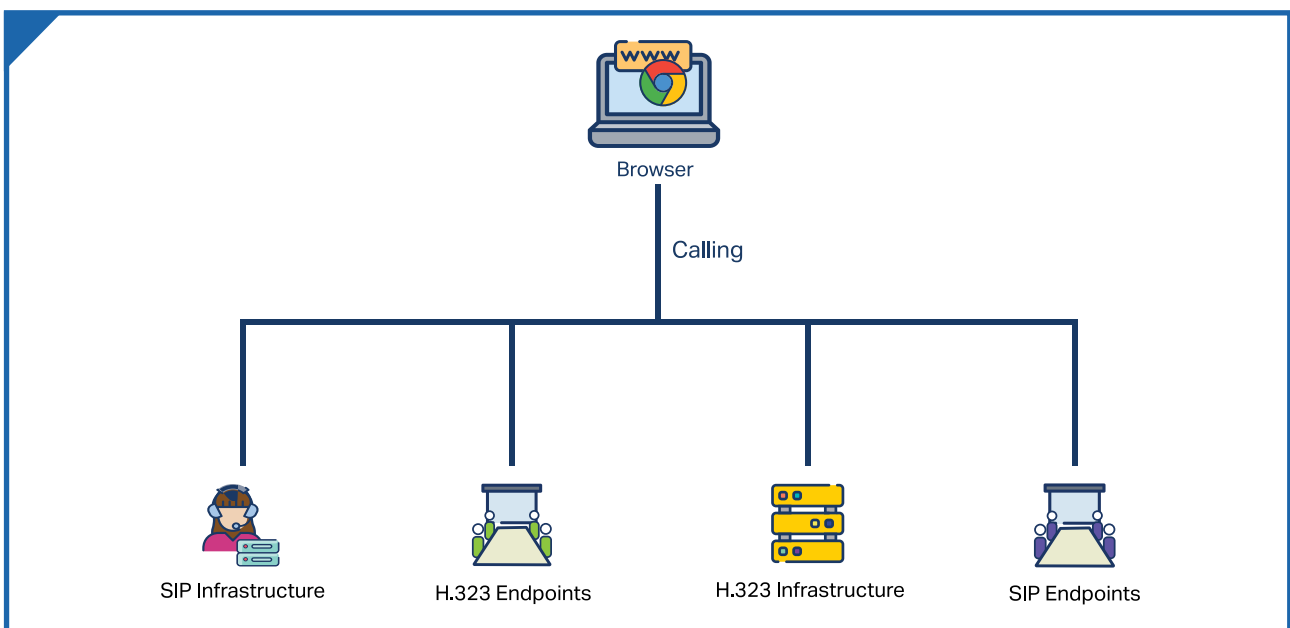 www
Browser
Calling
SIP Infrastructure
H.323 Endpoints
H.323 Infrastructure
SIP Endpoints